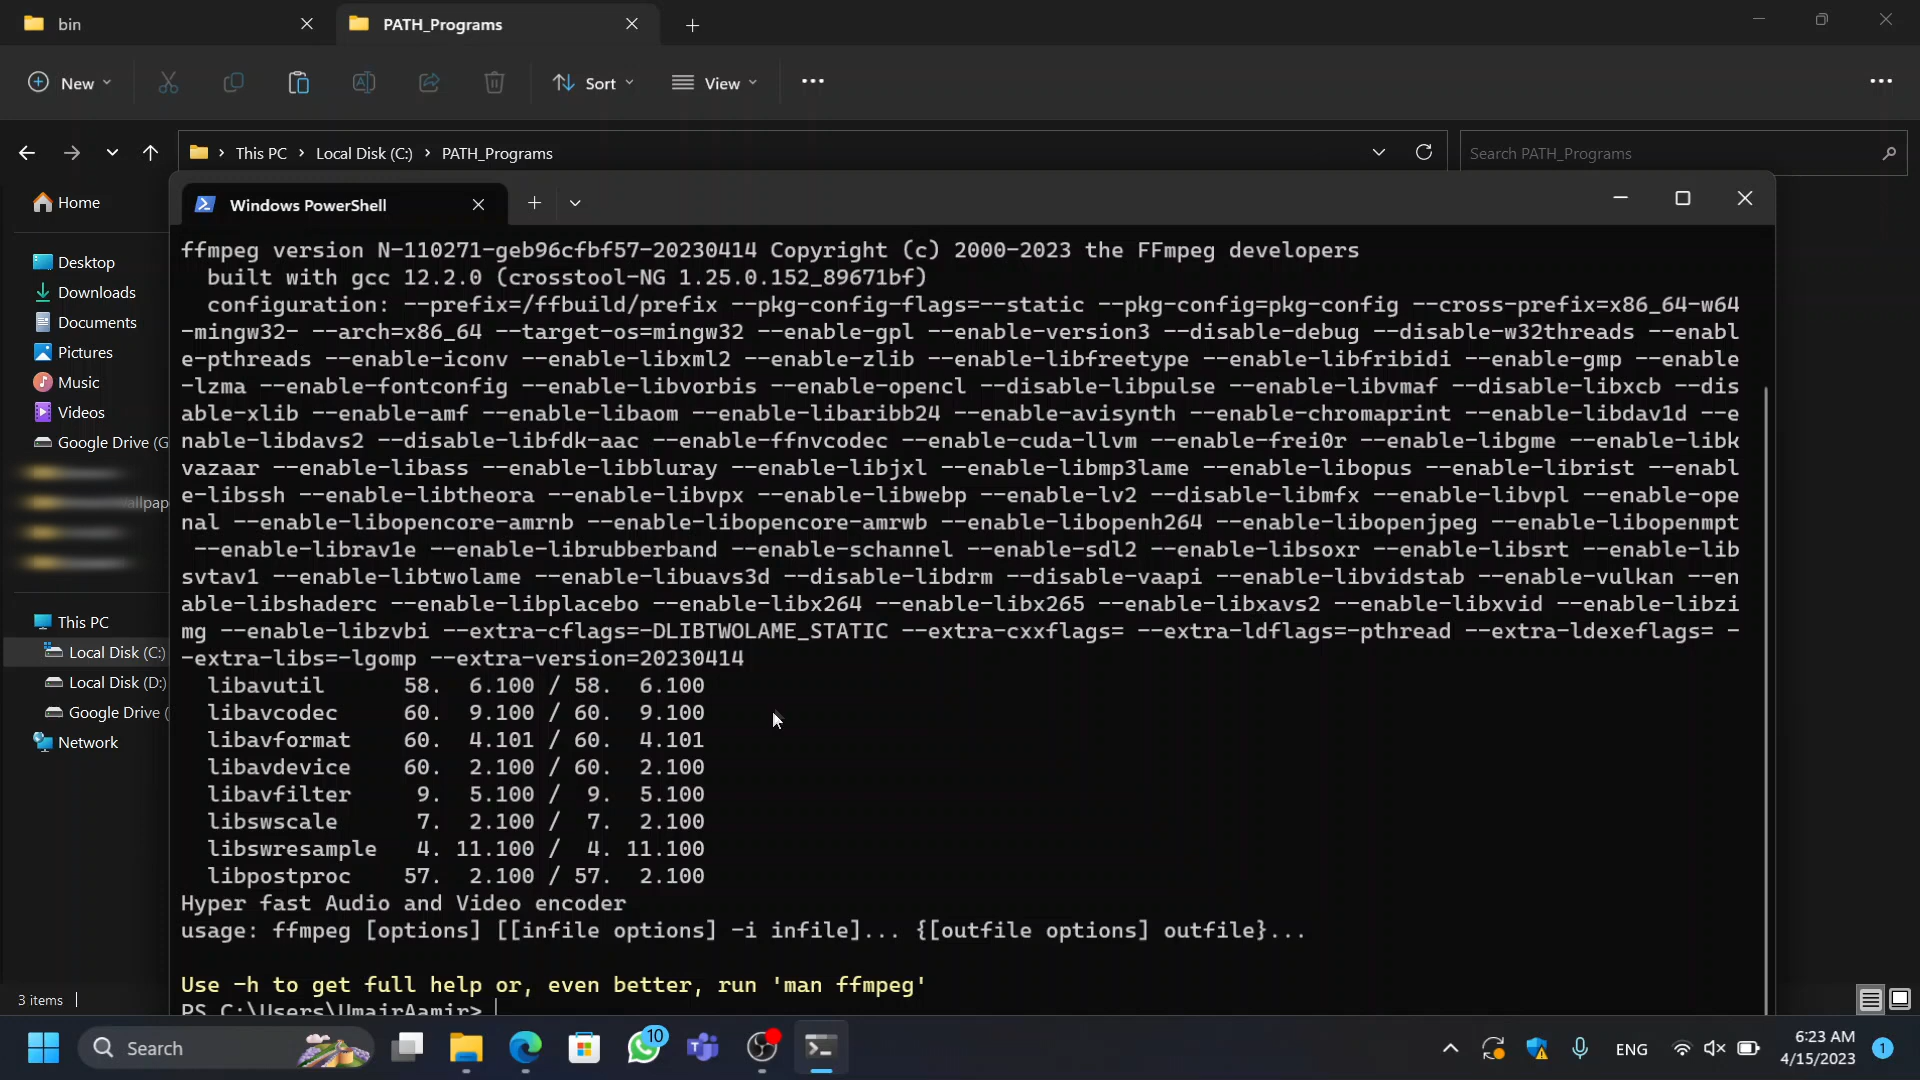 bin
PATH_Programs
New
Sort
View
This PC > Local Disk (C:) > PATH_Programs
Search PATH_Programs
Home
Desktop
Downloads
Documents
Pictures
Music
Videos
Google Drive (G
allpap
This PC
Local Disk (C:)
Local Disk (D:)
Google Drive (
Network
3 items
Windows PowerShell
ffmpeg version N-110271-geb96cfbf57-20230414 Copyright (c) 2000-2023 the FFmpeg developers
built with gcc 12.2.0 (crosstool-NG 1.25.0.152_89671bf)
configuration: --prefix=/ffbuild/prefix --pkg-config-flags=--static --pkg-config=pkg-config --cross-prefix=x86_64-w64
-mingw32- --arch=x86_64 --target-os=mingw32 --enable-gpl --enable-version3 --disable-debug --disable-w32threads --enabl
e-pthreads --enable-iconv --enable-libxml2 --enable-zlib --enable-libfreetype --enable-libfribidi --enable-gmp --enable
-lzma --enable-fontconfig --enable-libvorbis --enable-opencl --disable-libpulse --enable-libvmaf --disable-libxcb --dis
able-xlib --enable-amf --enable-libaom --enable-libaribb24 --enable-avisynth --enable-chromaprint --enable-libdav1d --e
nable-libdavs2 --disable-libfdk-aac --enable-ffnvcodec --enable-cuda-llvm --enable-frei0r --enable-libgme --enable-libk
vazaar --enable-libass --enable-libbluray --enable-libjxl --enable-libmp3lame --enable-libopus --enable-librist --enabl
e-libssh --enable-libtheora --enable-libvpx --enable-libwebp --enable-lv2 --disable-libmfx --enable-libvpl --enable-ope
nal --enable-libopencore-amrnb --enable-libopencore-amrwb --enable-libopenh264 --enable-libopenjpeg --enable-libopenmpt
--enable-librav1e --enable-librubberband --enable-schannel --enable-sdl2 --enable-libsoxr --enable-libsrt --enable-lib
svtav1 --enable-libtwolame --enable-libuavs3d --disable-libdrm --disable-vaapi --enable-libvidstab --enable-vulkan --en
able-libshaderc --enable-libplacebo --enable-libx264 --enable-libx265 --enable-libxavs2 --enable-libxvid --enable-libzi
mg --enable-libzvbi --extra-cflags=-DLIBTWOLAME_STATIC --extra-cxxflags= --extra-ldflags=-pthread --extra-ldexeflags= -
-extra-libs=-lgomp --extra-version=20230414
libavutil 58. 6.100 / 58. 6.100
libavcodec 60. 9.100 / 60. 9.100
libavformat 60. 4.101 / 60. 4.101
libavdevice 60. 2.100 / 60. 2.100
libavfilter 9. 5.100 / 9. 5.100
libswscale 7. 2.100 / 7. 2.100
libswresample 4. 11.100 / 4. 11.100
libpostproc 57. 2.100 / 57. 2.100
Hyper fast Audio and Video encoder
usage: ffmpeg [options] [[infile options] -i infile]... {[outfile options] outfile}...
Use -h to get full help or, even better, run 'man ffmpeg'
PS C:\Users\UmairAamir>
Search
10
ENG
6:23 AM
4/15/2023
1